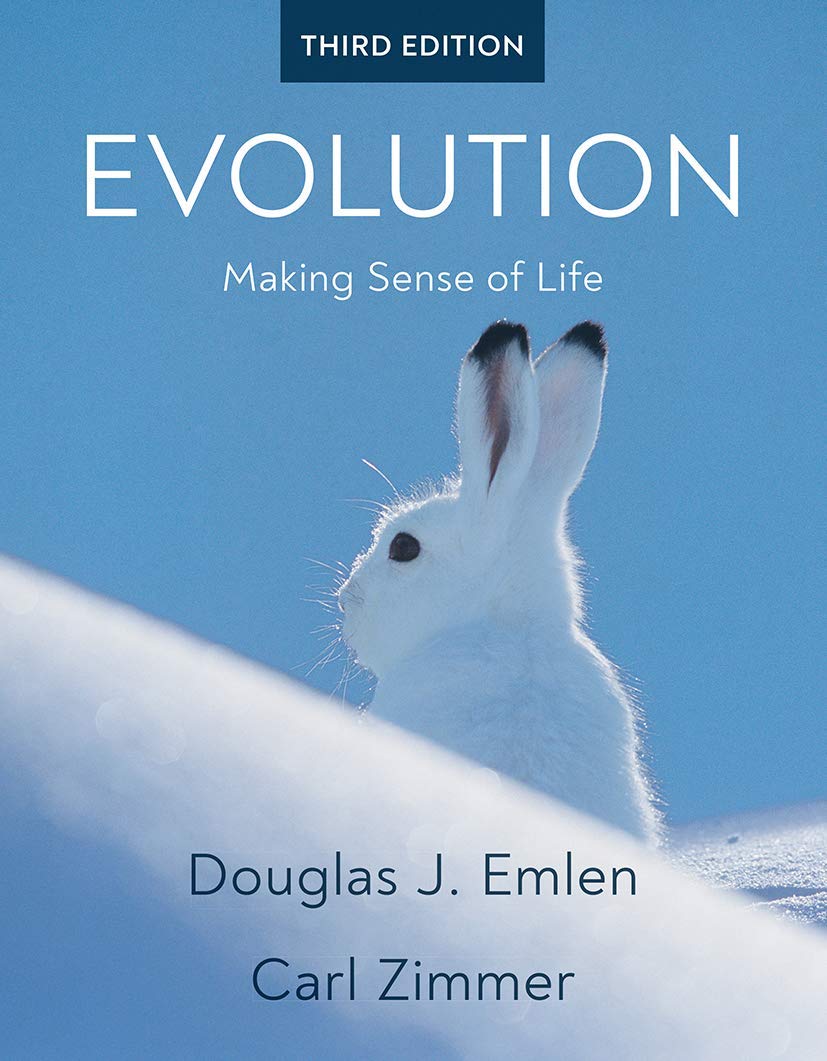 THIRD EDITION
EVOLUTION
Making Sense of Life
Douglas J. Emlen
Carl Zimmer